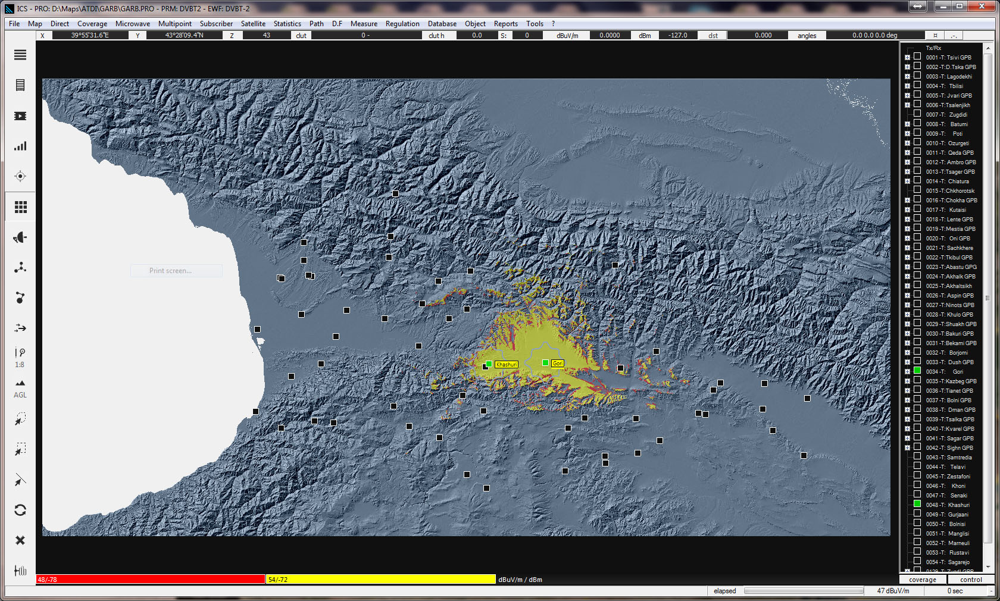 ICS - PRO: D:\Maps\ATDI\GARB\GARB.PRO - PRM: DVBT2 - EWF: DVBT-2
File Map Direct Coverage Microwave Multipoint Subscriber Satellite Statistics Path D.F Measure Regulation Database Object Reports Tools ?
X 39°55'31.6"E Y 43°28'09.4"N Z 43 clut 0 - clut h 0.0 S: 0 dBuV/m 0.0000 dBm -127.0 dst 0.000 angles 0.0 0.0 0.0 deg
Tx/Rx
0001 -T: Tsivi GPB
0002 -T:D.Tska GPB
0003 -T: Lagodekhi
0004 -T: Tbilisi
0005 -T: Jvari GPB
0006 -T:Tsalenjikh
0007 -T: Zugdidi
0008 -T: Batumi
0009 -T: Poti
0010 -T: Ozurgeti
0011 -T: Qeda GPB
0012 -T: Ambro GPB
0013 -T:Tsager GPB
0014 -T: Chiatura
0015 -T:Chkhorotsk
0016 -T:Chokha GPB
0017 -T: Kutaisi
0018 -T: Lente GPB
0019 -T:Mestia GPB
0020 -T: Oni GPB
0021 -T: Sachkhere
0022 -T:Tkibul GPB
0023 -T:Abastu GPG
0024 -T: Akhalk GPB
0025 -T:Akhaltsikh
0026 -T: Aspin GPB
0027 -T:Ninots GPB
0028 -T: Khulo GPB
0029 -T:Shuakh GPB
0030 -T:Bakuri GPB
0031 -T:Bekami GPB
0032 -T: Borjomi
0033 -T: Dush GPB
0034 -T: Gori
0035 -T:Kazbeg GPB
0036 -T:Tianet GPB
0037 -T: Bolni GPB
0038 -T: Dman GPB
0039 -T:Tsalka GPB
0040 -T:Kvarel GPB
0041 -T: Sagar GPB
0042 -T: Sighn GPB
0043 -T: Samtredia
0044 -T: Telavi
0045 -T: Zestafoni
0046 -T: Khoni
0047 -T: Senaki
0048 -T: Khashuri
0049 -T: Gurjaani
0050 -T: Bolnisi
0051 -T: Manglisi
0052 -T: Marneuli
0053 -T: Rustavi
0054 -T: Sagarejo
Print screen...
Khashuri
Gori
1:8
AGL
48/-78 54/-72 dBuV/m / dBm
coverage control
elapsed 47 dBuV/m 0 sec